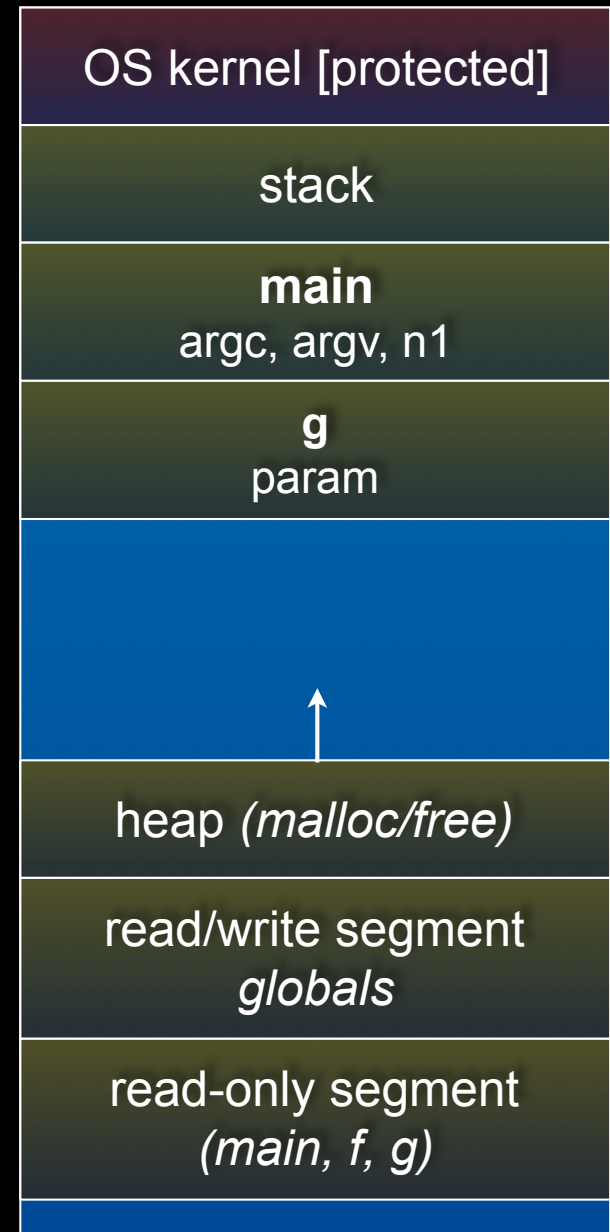 OS kernel [protected]
stack
main
argc, argv, n1
g
param
heap (malloc/free)
read/write segment
globals
read-only segment
(main, f, g)